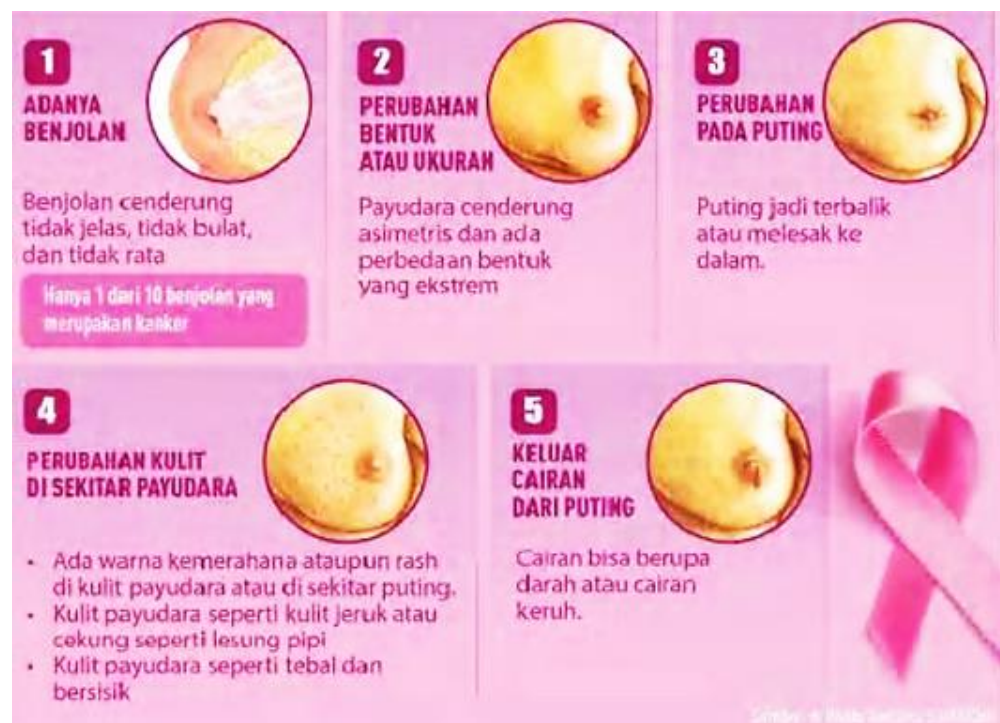 1
ADANYA
BENJOLAN
Benjolan cenderung
tidak jelas, tidak bulat,
dan tidak rata
Hanya 1 dari 10 benjolan yang
merupakan kanker
2
PERUBAHAN
BENTUK
ATAU UKURAN
Payudara cenderung
asimetris dan ada
perbedaan bentuk
yang ekstrem
3
PERUBAHAN
PADA PUTING
Puting jadi terbalik
atau melesak ke
dalam.
4
PERUBAHAN KULIT
DI SEKITAR PAYUDARA
• Ada warna kemerahana ataupun rash
di kulit payudara atau di sekitar puting.
• Kulit payudara seperti kulit jeruk atau
cekung seperti lesung pipi
• Kulit payudara seperti tebal dan
bersisik
5
KELUAR
CAIRAN
DARI PUTING
Cairan bisa berupa
darah atau cairan
keruh.